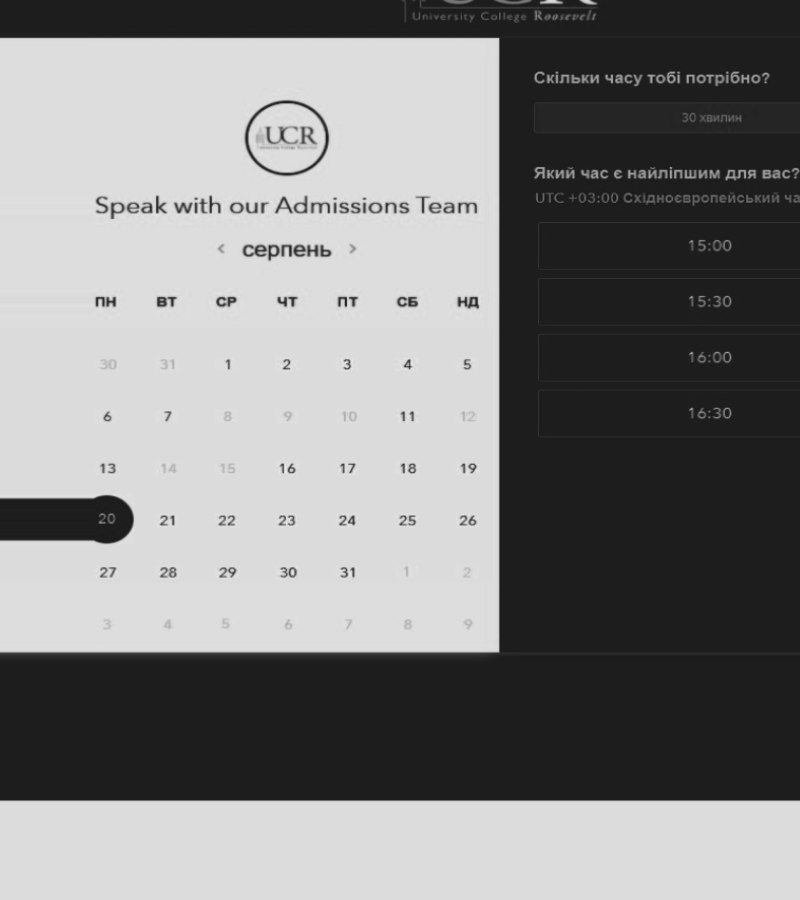 University College Roosevelt
UCR
Speak with our Admissions Team
< серпень >
ПН ВТ СР ЧТ ПТ СБ НД
30 31 1 2 3 4 5
6 7 8 9 10 11 12
13 14 15 16 17 18 19
20 21 22 23 24 25 26
27 28 29 30 31 1 2
3 4 5 6 7 8 9
Скільки часу тобі потрібно?
30 хвилин
Який час є найліпшим для вас?
UTC +03:00 Східноєвропейський ча
15:00
15:30
16:00
16:30